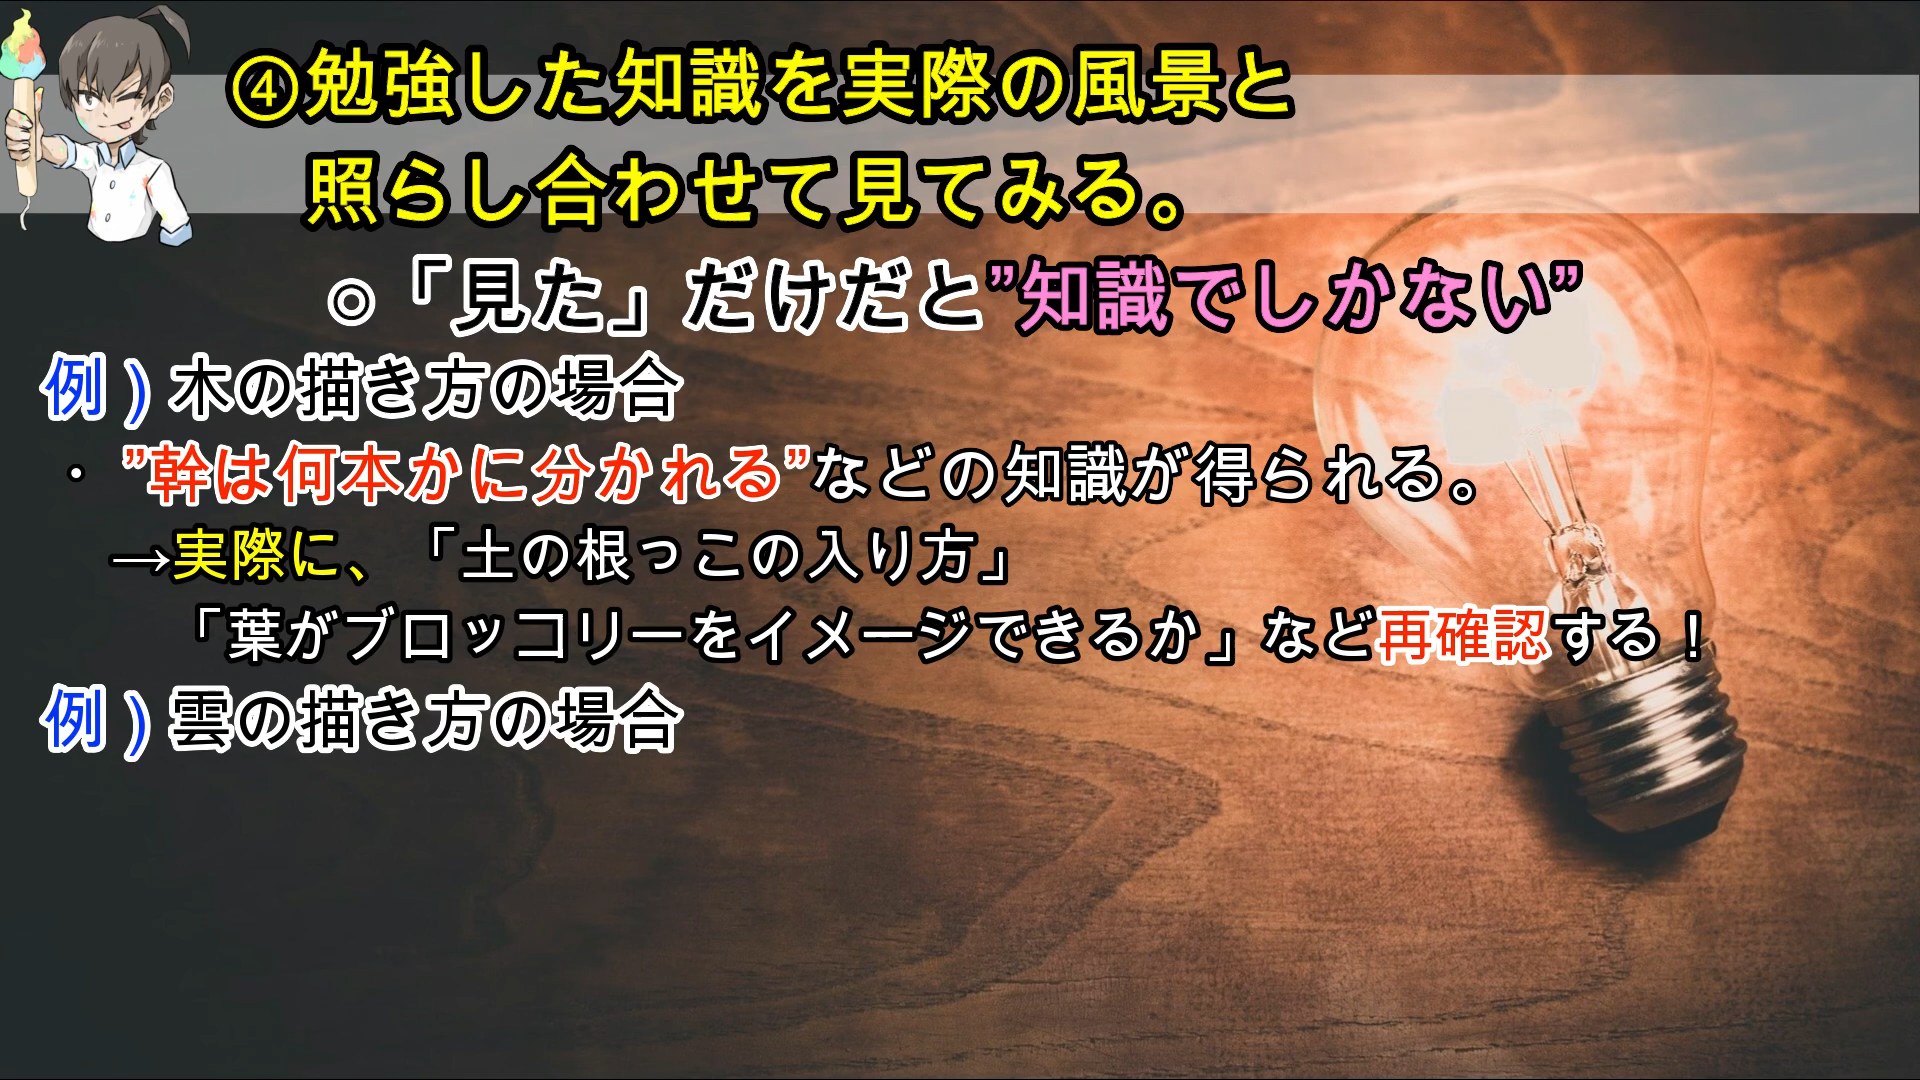 ④勉強した知識を実際の風景と
照らし合わせて見てみる。
◎「見た」だけだと”知識でしかない”
例）木の描き方の場合
・”幹は何本かに分かれる”などの知識が得られる。
→実際に、「土の根っこの入り方」
「葉がブロッコリーをイメージできるか」など再確認する！
例）雲の描き方の場合